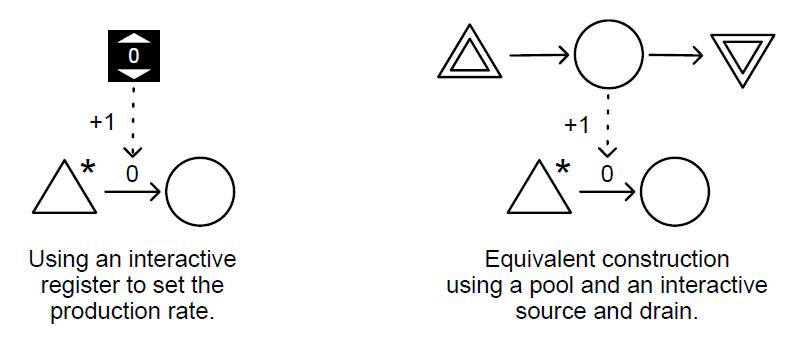 0
+1
+1
*
0
*
0
Using an interactive
register to set the
production rate.
Equivalent construction
using a pool and an interactive
source and drain.